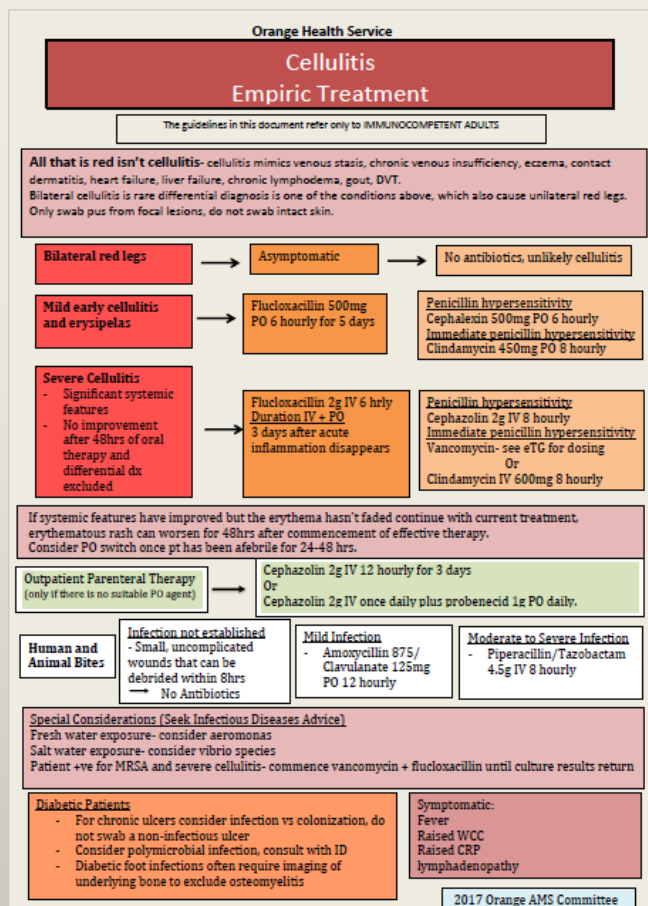 Orange Health Service
Cellulitis
Empiric Treatment
The guidelines in this document refer only to IMMUNOCOMPETENT ADULTS
All that is red isn't cellulitis- cellulitis mimics venous stasis, chronic venous insufficiency, eczema, contact
dermatitis, heart failure, liver failure, chronic lymphodema, gout, DVT.
Bilateral cellulitis is rare differential diagnosis is one of the conditions above, which also cause unilateral red legs.
Only swab pus from focal lesions, do not swab intact skin.
Bilateral red legs
Asymptomatic
No antibiotics, unlikely cellulitis
Mild early cellulitis
and erysipelas
Flucloxacillin 500mg
PO 6 hourly for 5 days
Penicillin hypersensitivity
Cephalexin 500mg PO 6 hourly
Immediate penicillin hypersensitivity
Clindamycin 450mg PO 8 hourly
Severe Cellulitis
- Significant systemic
features
- No improvement
after 48hrs of oral
therapy and
differential dx
excluded
Flucloxacillin 2g IV 6 hrly
Duration IV + PO
3 days after acute
inflammation disappears
Penicillin hypersensitivity
Cephazolin 2g IV 8 hourly
Immediate penicillin hypersensitivity
Vancomycin- see eTG for dosing
Or
Clindamycin IV 600mg 8 hourly
If systemic features have improved but the erythema hasn't faded continue with current treatment,
erythematous rash can worsen for 48hrs after commencement of effective therapy.
Consider PO switch once pt has been afebrile for 24-48 hrs.
Outpatient Parenteral Therapy
(only if there is no suitable PO agent)
Cephazolin 2g IV 12 hourly for 3 days
Or
Cephazolin 2g IV once daily plus probenecid 1g PO daily.
Human and
Animal Bites
Infection not established
- Small, uncomplicated
wounds that can be
debrided within 8hrs
No Antibiotics
Mild Infection
- Amoxycillin 875/
Clavulanate 125mg
PO 12 hourly
Moderate to Severe Infection
- Piperacillin/Tazobactam
4.5g IV 8 hourly
Special Considerations (Seek Infectious Diseases Advice)
Fresh water exposure- consider aeromonas
Salt water exposure- consider vibrio species
Patient +ve for MRSA and severe cellulitis- commence vancomycin + flucloxacillin until culture results return
Diabetic Patients
- For chronic ulcers consider infection vs colonization, do
not swab a non-infectious ulcer
- Consider polymicrobial infection, consult with ID
- Diabetic foot infections often require imaging of
underlying bone to exclude osteomyelitis
Symptomatic:
Fever
Raised WCC
Raised CRP
lymphadenopathy
2017 Orange AMS Committee